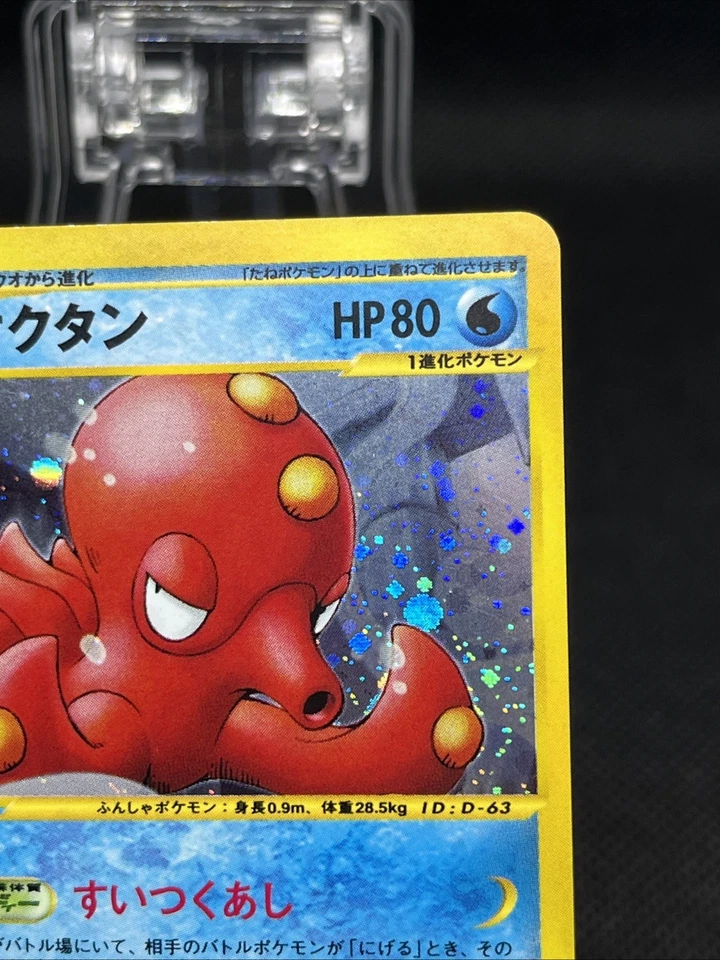 ウオから進化 「たねポケモン」の上に重ねて進化させます。
クタン HP80
1進化ポケモン
ふんしゃポケモン：身長0.9m、体重28.5kg ID:D-63
すいつくあし
バトル場にいて、相手のバトルポケモンが「にげる」とき、その